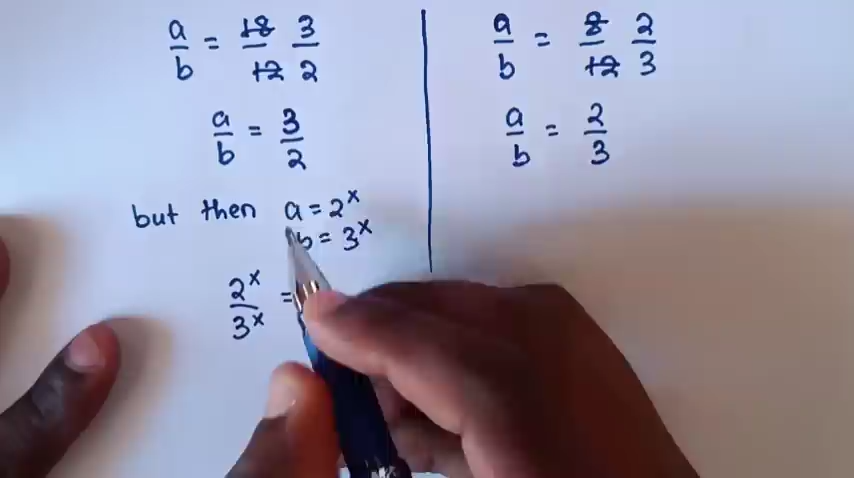 a/b = 18/12 3/2
a/b = 3/2
but then a = 2^x
b = 3^x
2^x/3^x =
a/b = 8/12 2/3
a/b = 2/3